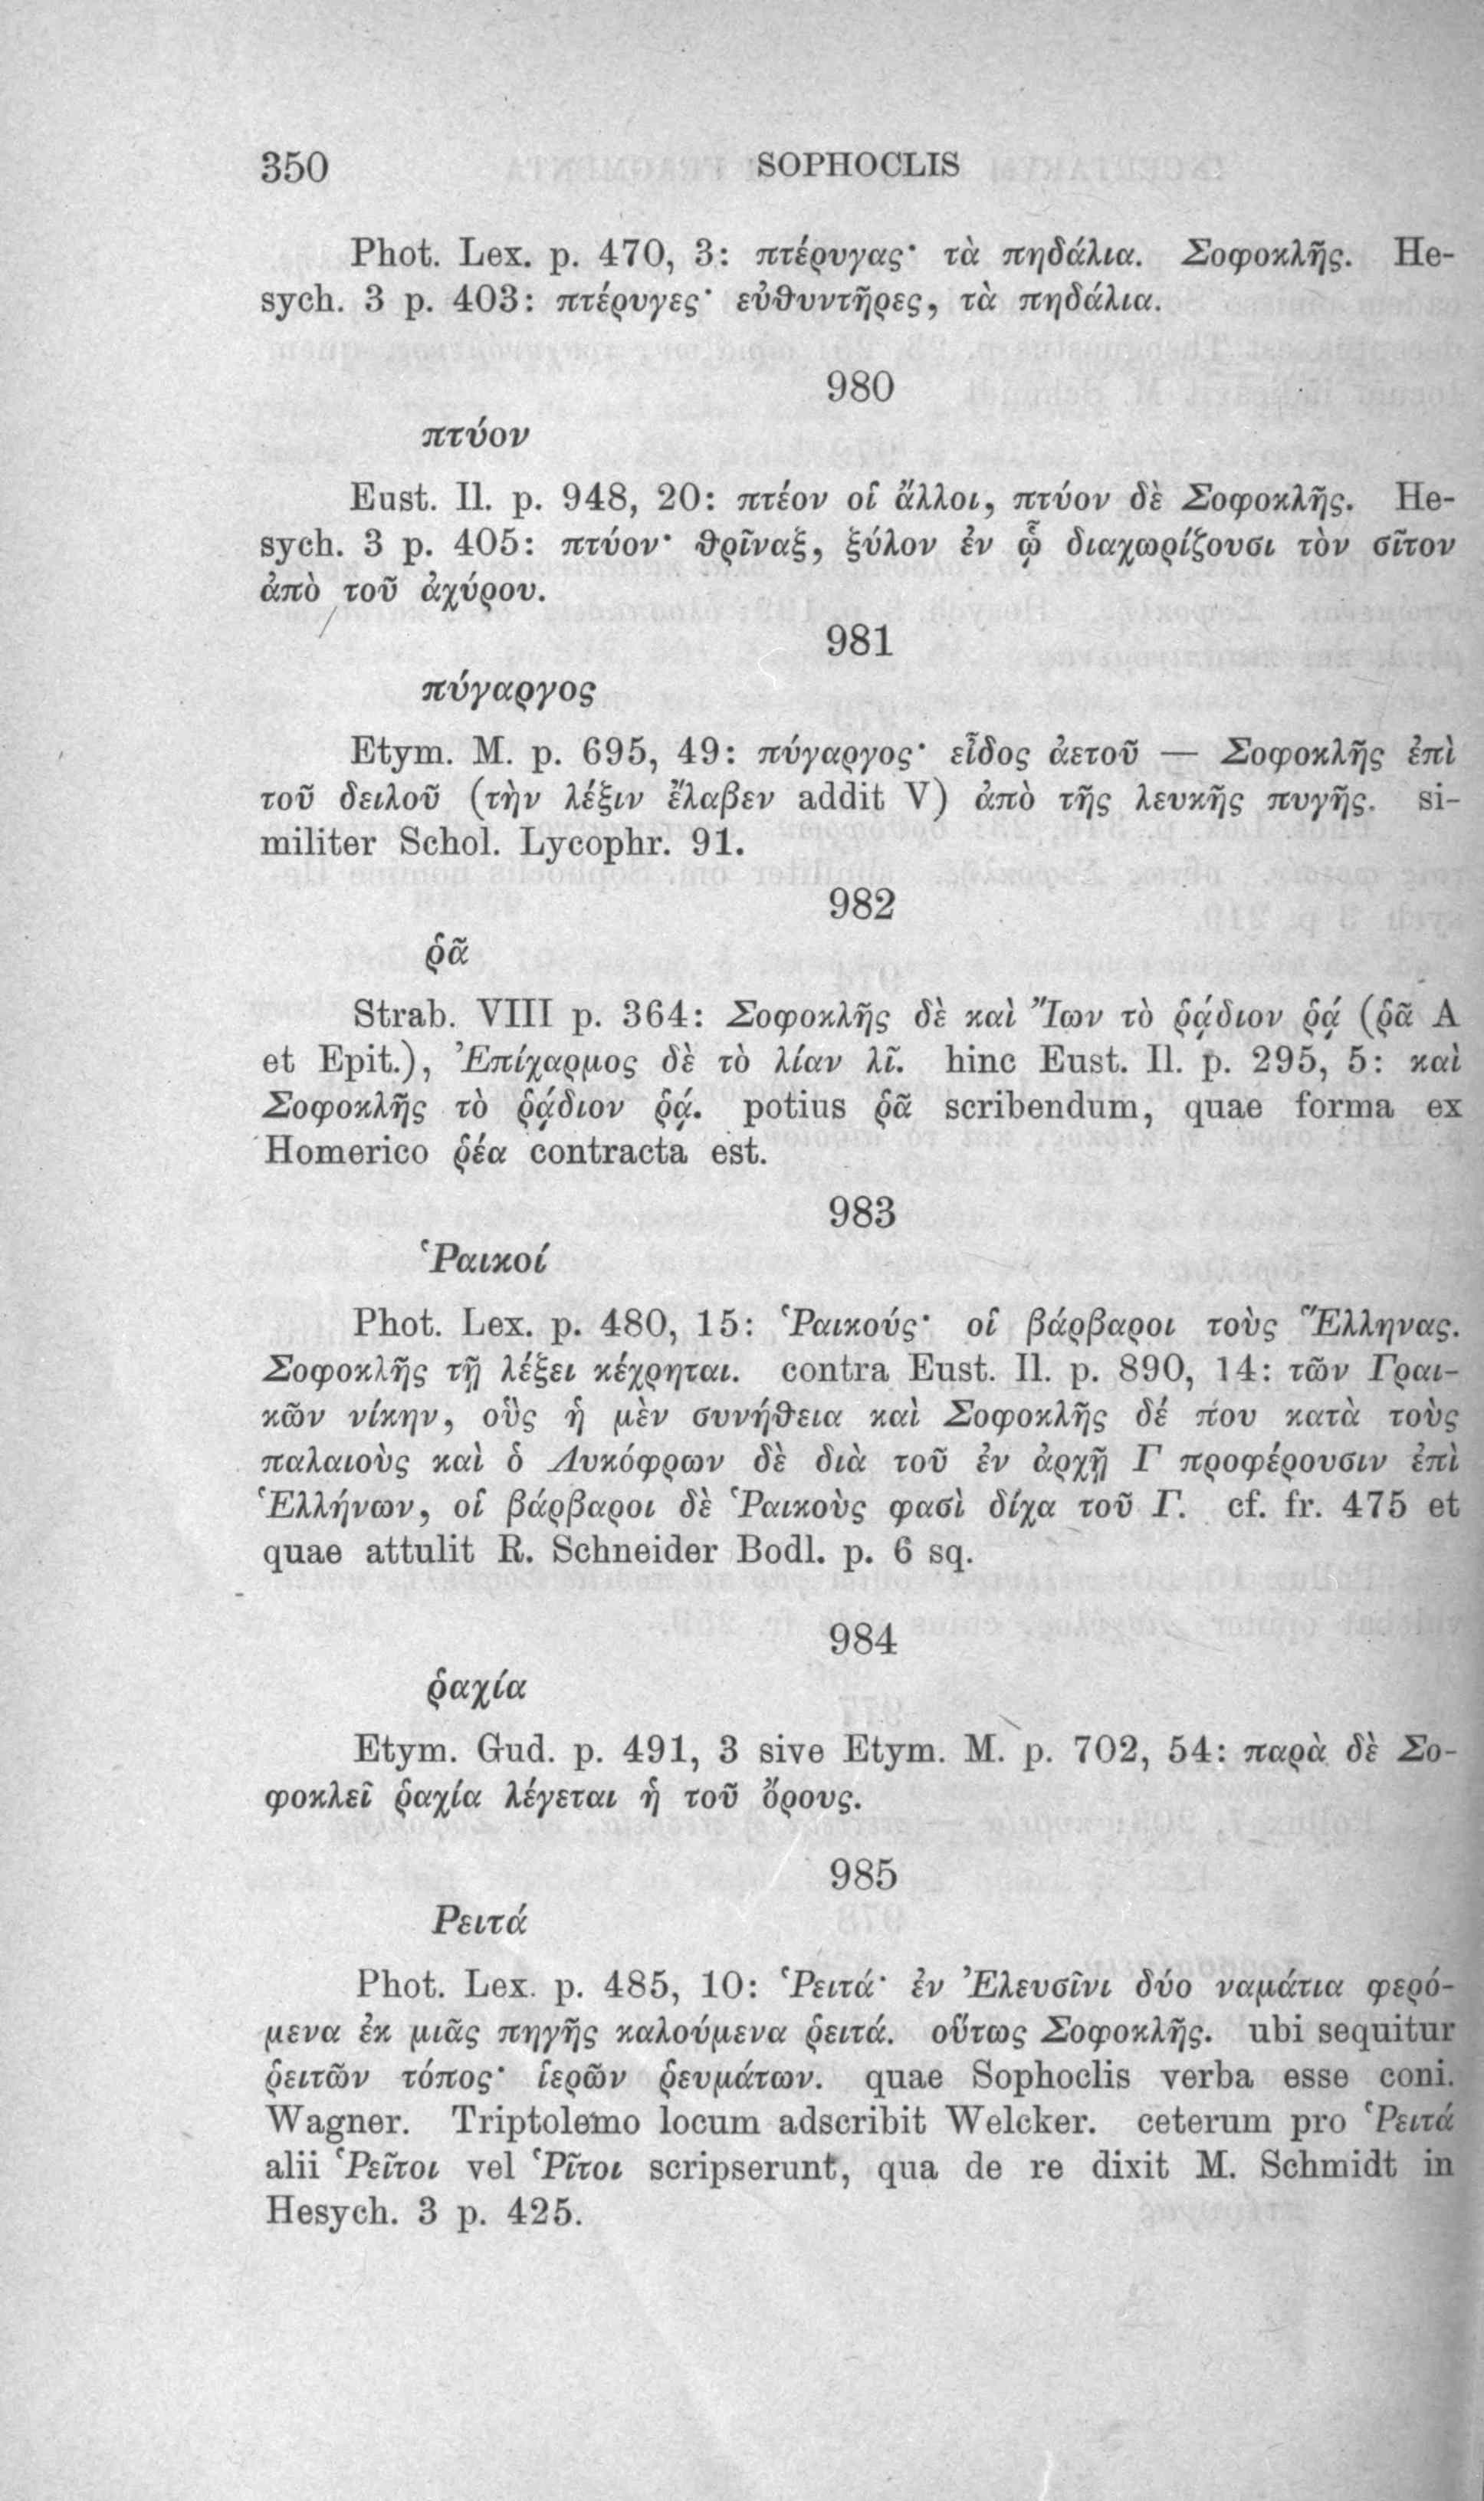 350 SOPHOCLIS
Phot. Lex. p. 470, 3: πτέρυγας· τὰ πηδάλια. Σοφοκλῆς. He-
sych. 3 p. 403: πτέρυγες· εὐθυντῆρες, τὰ πηδάλια.
980
πτύον
Eust. Il. p. 948, 20: πτέον οἱ ἄλλοι, πτύον δὲ Σοφοκλῆς. He-
sych. 3 p. 405: πτύον· θρῖναξ, ξύλον ἐν ᾧ διαχωρίζουσι τὸν σῖτον
ἀπὸ τοῦ ἀχύρου.
981
πύγαργος
Etym. M. p. 695, 49: πύγαργος· εἶδος ἀετοῦ — Σοφοκλῆς ἐπὶ
τοῦ δειλοῦ (τὴν λέξιν ἔλαβεν addit V) ἀπὸ τῆς λευκῆς πυγῆς. si-
militer Schol. Lycophr. 91.
982
ῥᾶ
Strab. VIII p. 364: Σοφοκλῆς δὲ καὶ Ἴων τὸ ῥᾴδιον ῥᾴ (ῥᾶ A
et Epit.), Ἐπίχαρμος δὲ τὸ λίαν λῖ. hinc Eust. Il. p. 295, 5: καὶ
Σοφοκλῆς τὸ ῥᾴδιον ῥᾴ. potius ῥᾶ scribendum, quae forma ex
Homerico ῥέα contracta est.
983
Ῥαικοί
Phot. Lex. p. 480, 15: Ῥαικούς· οἱ βάρβαροι τοὺς Ἕλληνας.
Σοφοκλῆς τῇ λέξει κέχρηται. contra Eust. Il. p. 890, 14: τῶν Γραι-
κῶν νίκην, οὓς ἡ μὲν συνήθεια καὶ Σοφοκλῆς δέ που κατὰ τοὺς
παλαιοὺς καὶ ὁ Λυκόφρων δὲ διὰ τοῦ ἐν ἀρχῇ Γ προφέρουσιν ἐπὶ
Ἑλλήνων, οἱ βάρβαροι δὲ Ῥαικοὺς φασὶ δίχα τοῦ Γ. cf. fr. 475 et
quae attulit R. Schneider Bodl. p. 6 sq.
984
ῥαχία
Etym. Gud. p. 491, 3 sive Etym. M. p. 702, 54: παρὰ δὲ Σο-
φοκλεῖ ῥαχία λέγεται ἡ τοῦ ὄρους.
985
Ρειτά
Phot. Lex. p. 485, 10: Ῥειτά· ἐν Ἐλευσῖνι δύο ναμάτια φερό-
μενα ἐκ μιᾶς πηγῆς καλούμενα ῥειτά. οὕτως Σοφοκλῆς. ubi sequitur
ῥειτῶν τόπος· ἱερῶν ῥευμάτων. quae Sophoclis verba esse coni.
Wagner. Triptolemo locum adscribit Welcker. ceterum pro Ῥειτά
alii Ῥεῖτοι vel Ῥῖτοι scripserunt, qua de re dixit M. Schmidt in
Hesych. 3 p. 425.